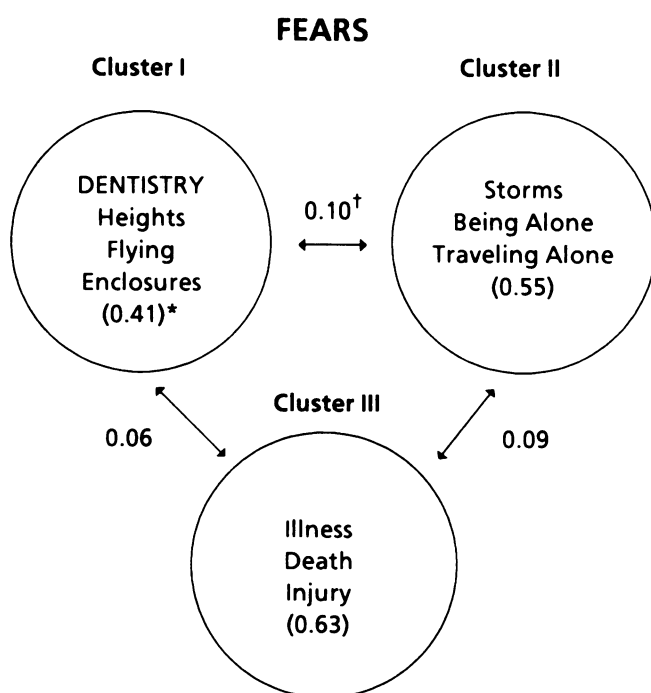 FEARS
Cluster I
Cluster II
DENTISTRY
Heights
Flying
Enclosures
(0.41)*
0.10†
Storms
Being Alone
Traveling Alone
(0.55)
Cluster III
0.06
0.09
Illness
Death
Injury
(0.63)